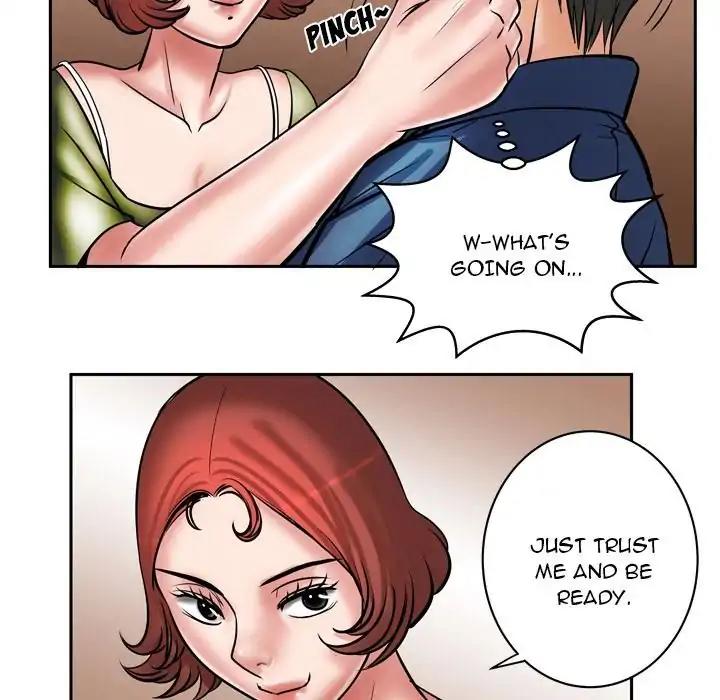 PINCH~
W-WHAT'S
GOING ON...
JUST TRUST
ME AND BE
READY.